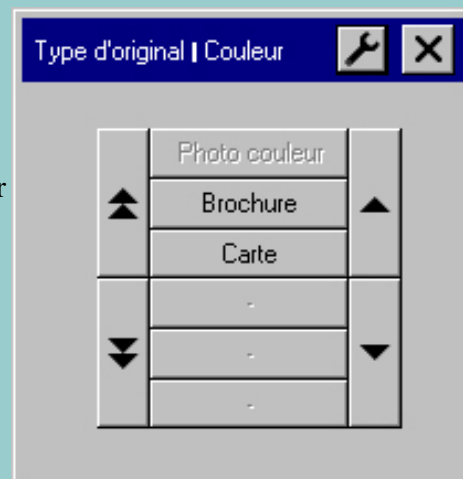 Type d'original | Couleur
r
Photo couleur
Brochure
Carte
-
-
-